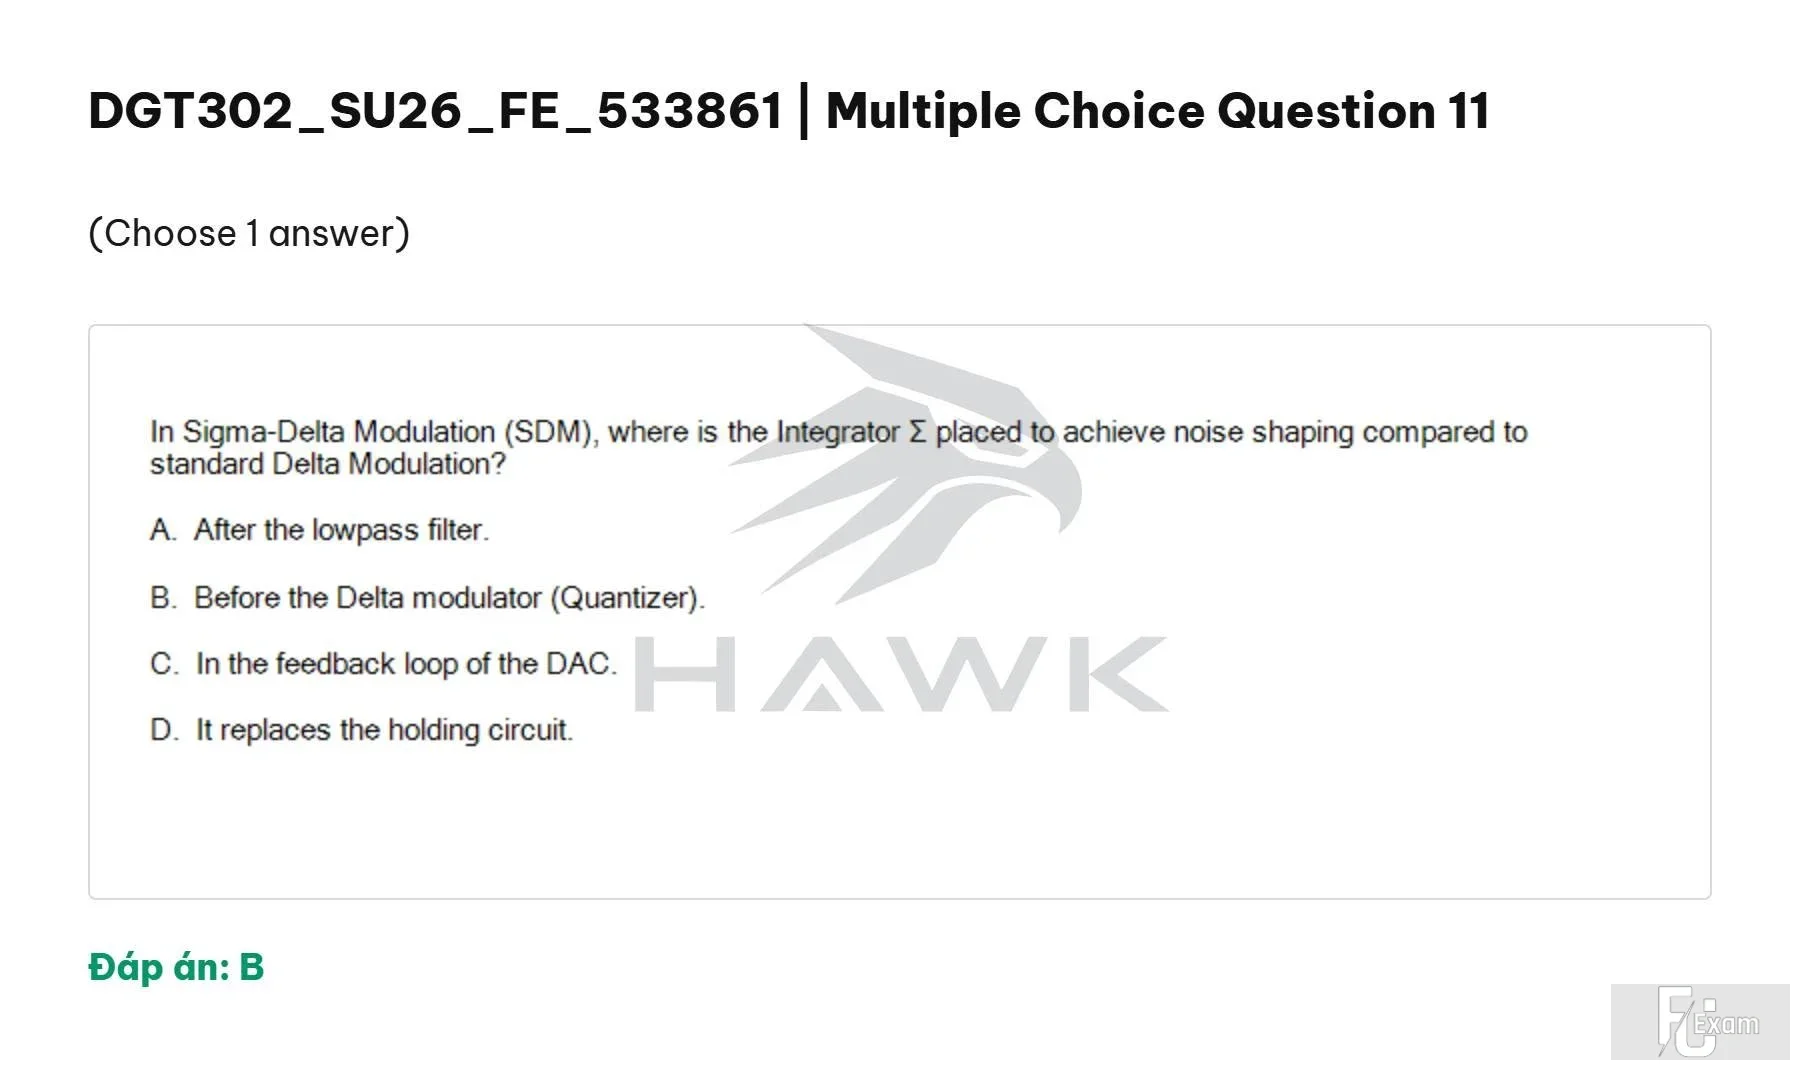 DGT302_SU26_FE_533861 | Multiple Choice Question 11
(Choose 1 answer)
In Sigma-Delta Modulation (SDM), where is the Integrator Σ placed to achieve noise shaping compared to
standard Delta Modulation?
A. After the lowpass filter.
B. Before the Delta modulator (Quantizer).
C. In the feedback loop of the DAC.
D. It replaces the holding circuit.
HAWK
Đáp án: B
FU Exam